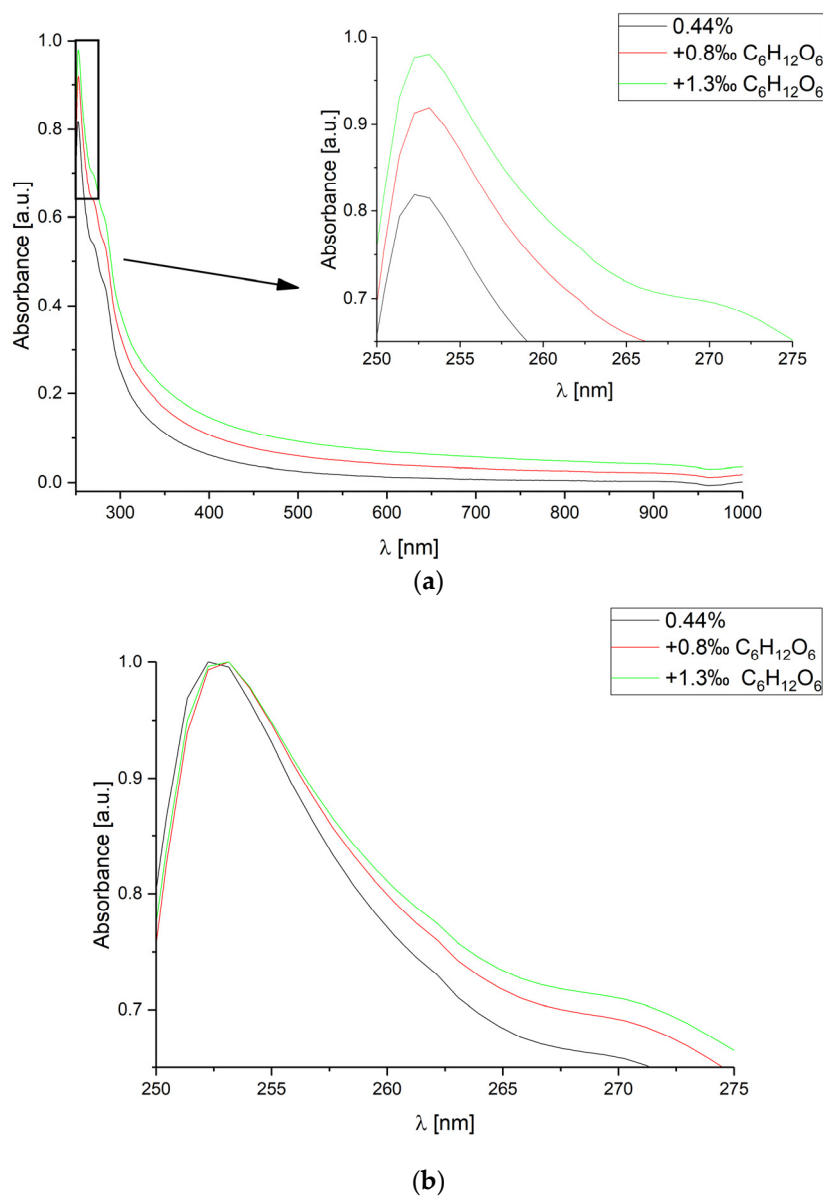 0.44%
+0.8‰ C₆H₁₂O₆
+1.3‰ C₆H₁₂O₆
1.0
0.9
0.8
0.7
Absorbance [a.u.]
250 255 260 265 270 275
λ [nm]
1.0
0.8
0.6
0.4
0.2
0.0
Absorbance [a.u.]
300 400 500 600 700 800 900 1000
λ [nm]
(a)
0.44%
+0.8‰ C₆H₁₂O₆
+1.3‰ C₆H₁₂O₆
1.0
0.9
0.8
0.7
Absorbance [a.u.]
250 255 260 265 270 275
λ [nm]
(b)